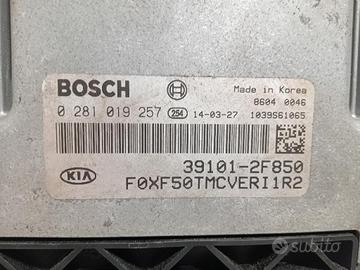 BOSCH
Made in Korea
8604 0046
0 281 019 257 254 14-03-27 1039S61065
39101-2F850
KIA F0XF50TMCVERI1R2
subito